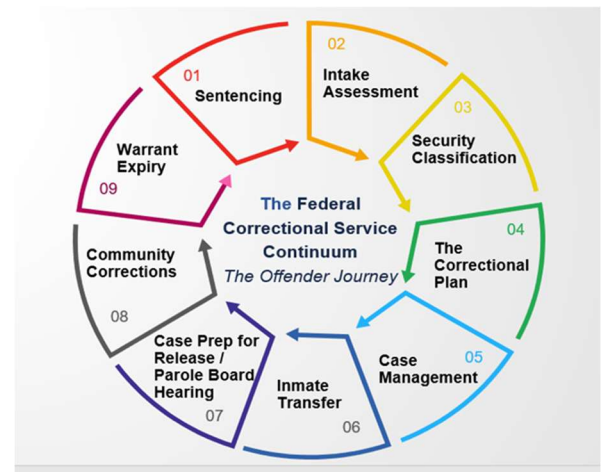 01
Sentencing
02
Intake
Assessment
03
Security
Classification
04
The
Correctional
Plan
05
Case
Management
Inmate
Transfer
06
Case Prep for
Release /
Parole Board
Hearing
07
Community
Corrections
08
Warrant
Expiry
09
The Federal
Correctional Service
Continuum
The Offender Journey